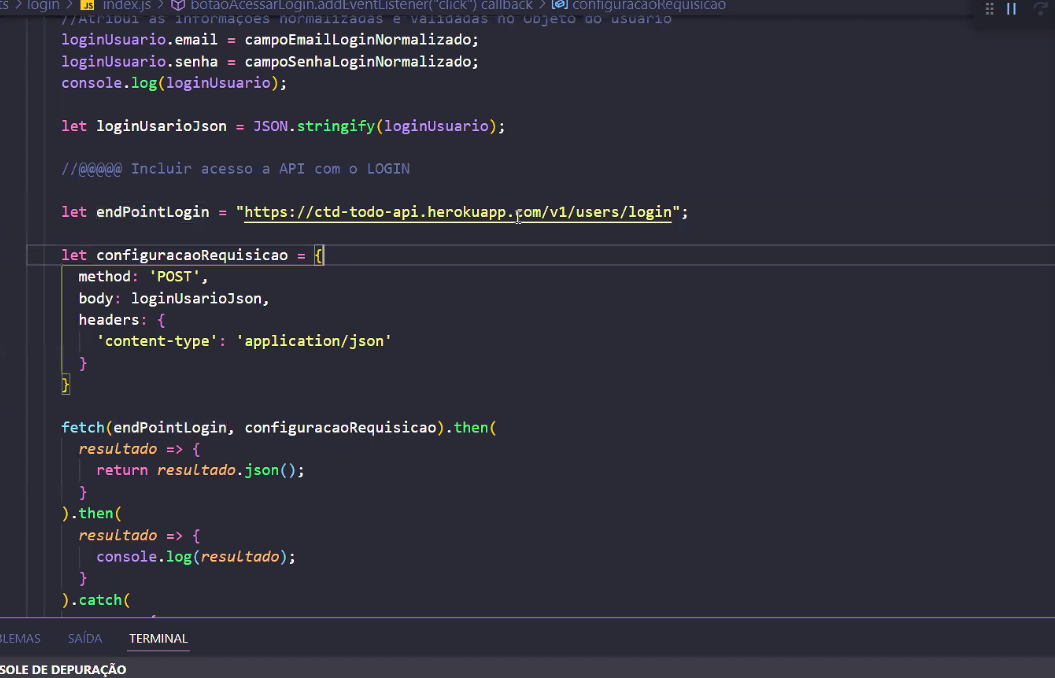 ts > login > JS index.js > botaoAcessarLogin.addEventListener("click") callback > configuracaoRequisicao
//Atribui as informações normalizadas e validadas no Objeto do usuário
loginUsuario.email = campoEmailLoginNormalizado;
loginUsuario.senha = campoSenhaLoginNormalizado;
console.log(loginUsuario);
let loginUsarioJson = JSON.stringify(loginUsuario);
//@@@@@ Incluir acesso a API com o LOGIN
let endPointLogin = "https://ctd-todo-api.herokuapp.com/v1/users/login";
let configuracaoRequisicao = {
method: 'POST',
body: loginUsarioJson,
headers: {
'content-type': 'application/json'
}
}
fetch(endPointLogin, configuracaoRequisicao).then(
resultado => {
return resultado.json();
}
).then(
resultado => {
console.log(resultado);
}
).catch(
BLEMAS SAÍDA TERMINAL
SOLE DE DEPURAÇÃO